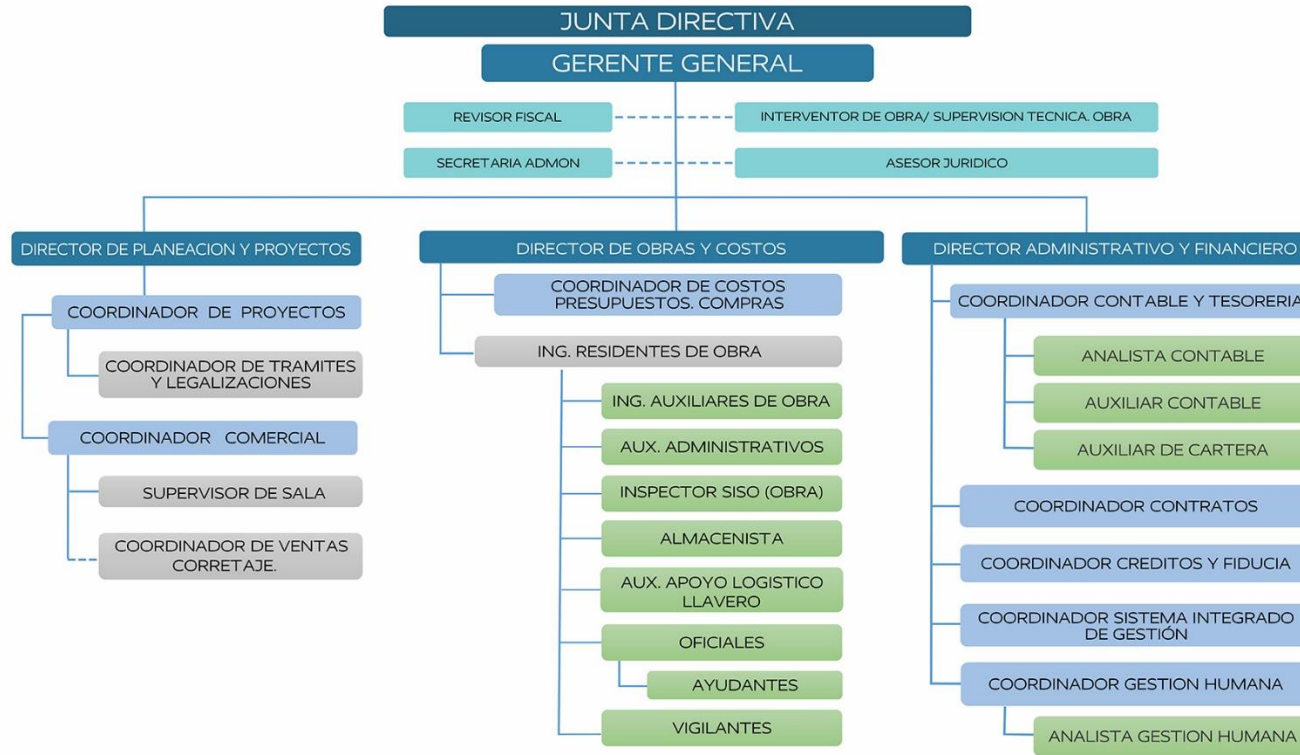 JUNTA DIRECTIVA
GERENTE GENERAL
REVISOR FISCAL
INTERVENTOR DE OBRA/ SUPERVISION TECNICA. OBRA
SECRETARIA ADMON
ASESOR JURIDICO
DIRECTOR DE PLANEACION Y PROYECTOS
COORDINADOR DE PROYECTOS
COORDINADOR DE TRAMITES
Y LEGALIZACIONES
COORDINADOR COMERCIAL
SUPERVISOR DE SALA
COORDINADOR DE VENTAS
CORRETAJE.
DIRECTOR DE OBRAS Y COSTOS
COORDINADOR DE COSTOS
PRESUPUESTOS. COMPRAS
ING. RESIDENTES DE OBRA
ING. AUXILIARES DE OBRA
AUX. ADMINISTRATIVOS
INSPECTOR SISO (OBRA)
ALMACENISTA
AUX. APOYO LOGISTICO
LLAVERO
OFICIALES
AYUDANTES
VIGILANTES
DIRECTOR ADMINISTRATIVO Y FINANCIERO
COORDINADOR CONTABLE Y TESORERIA
ANALISTA CONTABLE
AUXILIAR CONTABLE
AUXILIAR DE CARTERA
COORDINADOR CONTRATOS
COORDINADOR CREDITOS Y FIDUCIA
COORDINADOR SISTEMA INTEGRADO
DE GESTIÓN
COORDINADOR GESTION HUMANA
ANALISTA GESTION HUMANA